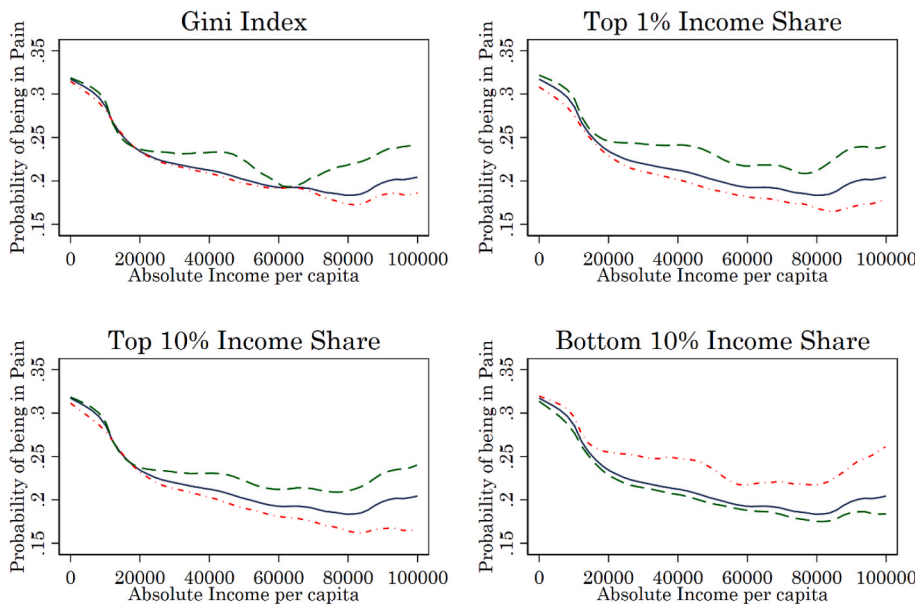 Gini Index
Probability of being in Pain
.35
.3
.25
.2
.15
0 20000 40000 60000 80000 100000
Absolute Income per capita
Top 1% Income Share
Probability of being in Pain
.35
.3
.25
.2
.15
0 20000 40000 60000 80000 100000
Absolute Income per capita
Top 10% Income Share
Probability of being in Pain
.35
.3
.25
.2
.15
0 20000 40000 60000 80000 100000
Absolute Income per capita
Bottom 10% Income Share
Probability of being in Pain
.35
.3
.25
.2
.15
0 20000 40000 60000 80000 100000
Absolute Income per capita